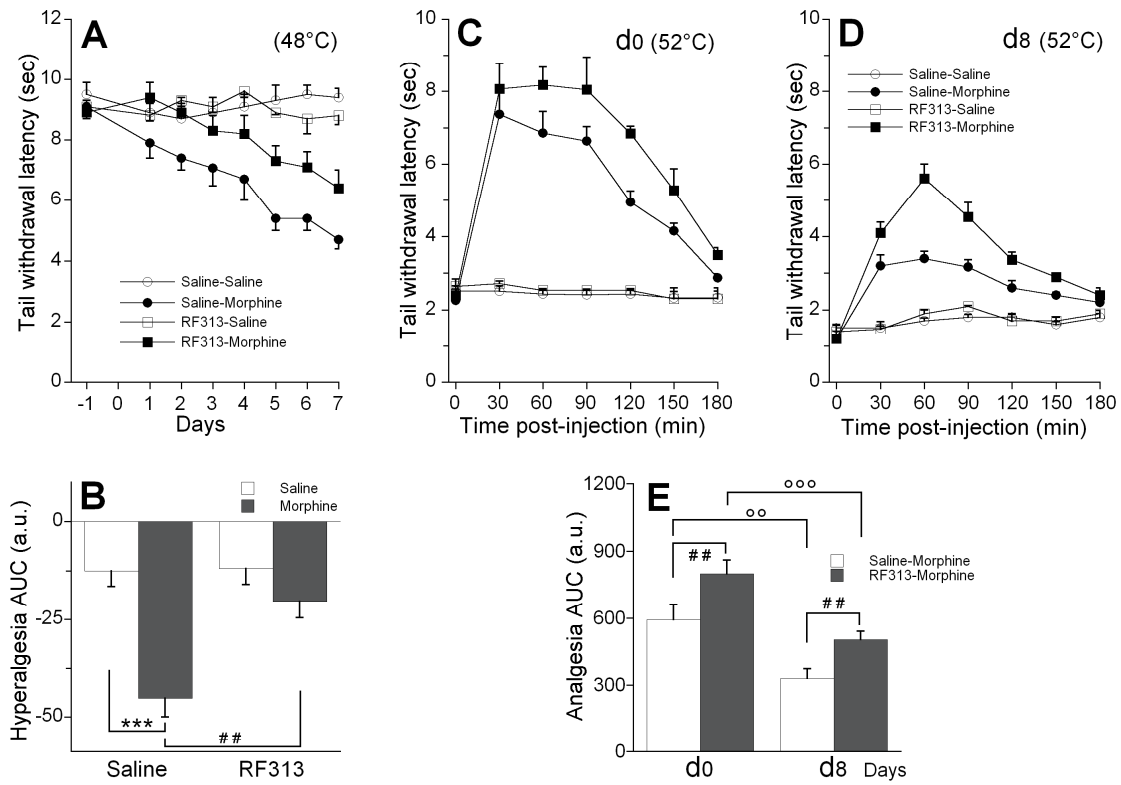 A
(48°C)
Tail withdrawal latency (sec)
12
10
8
6
4
2
0
Saline-Saline
Saline-Morphine
RF313-Saline
RF313-Morphine
-1 0 1 2 3 4 5 6 7
Days
C
d0 (52°C)
Tail withdrawal latency (sec)
10
8
6
4
2
0
0 30 60 90 120 150 180
Time post-injection (min)
D
d8 (52°C)
Tail withdrawal latency (sec)
Saline-Saline
Saline-Morphine
RF313-Saline
RF313-Morphine
10
8
6
4
2
0
0 30 60 90 120 150 180
Time post-injection (min)
B
Saline
Morphine
Hyperalgesia AUC (a.u.)
0
-25
-50
***
##
Saline RF313
E
Analgesia AUC (a.u.)
1200
900
600
300
0
°°°
°°
##
##
Saline-Morphine
RF313-Morphine
d0 d8 Days